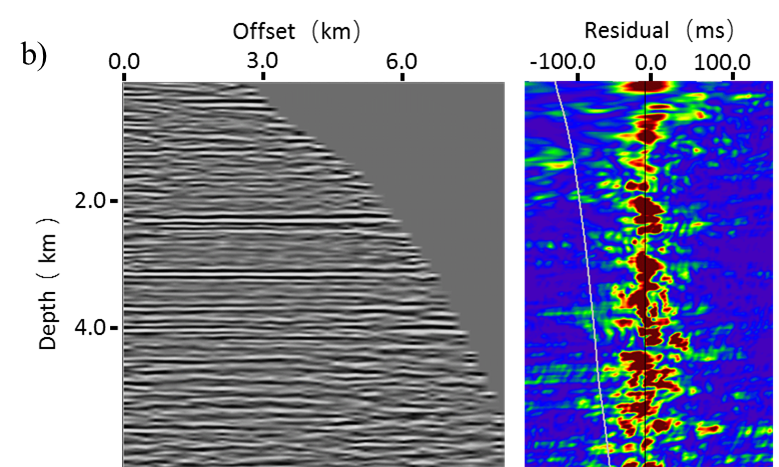 b)
Offset （km）
0.0 3.0 6.0
Residual （ms）
-100.0 0.0 100.0
Depth（ km ）
2.0
4.0